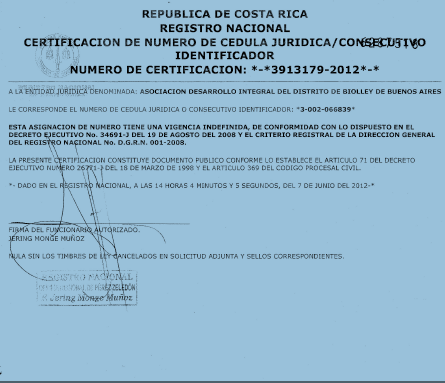 REPUBLICA DE COSTA RICA
REGISTRO NACIONAL
CERTIFICACION DE NUMERO DE CEDULA JURIDICA/CONSECUTIVO
IDENTIFICADOR
NUMERO DE CERTIFICACION: *-*3913179-2012*-*
A LA ENTIDAD JURIDICA DENOMINADA: ASOCIACION DESARROLLO INTEGRAL DEL DISTRITO DE BIOLLEY DE BUENOS AIRES
LE CORRESPONDE EL NUMERO DE CEDULA JURIDICA O CONSECUTIVO IDENTIFICADOR: *3-002-066839*
ESTA ASIGNACION DE NUMERO TIENE UNA VIGENCIA INDEFINIDA, DE CONFORMIDAD CON LO DISPUESTO EN EL
DECRETO EJECUTIVO No. 34691-J DEL 19 DE AGOSTO DEL 2008 Y EL CRITERIO REGISTRAL DE LA DIRECCION GENERAL
DEL REGISTRO NACIONAL No. D.G.R.N. 001-2008.
LA PRESENTE CERTIFICACION CONSTITUYE DOCUMENTO PUBLICO CONFORME LO ESTABLECE EL ARTICULO 71 DEL DECRETO
EJECUTIVO NUMERO 26771-J DEL 18 DE MARZO DE 1998 Y EL ARTICULO 369 DEL CODIGO PROCESAL CIVIL.
*- DADO EN EL REGISTRO NACIONAL, A LAS 14 HORAS 4 MINUTOS Y 5 SEGUNDOS, DEL 7 DE JUNIO DEL 2012-*
FIRMA DEL FUNCIONARIO AUTORIZADO.
JERING MONGE MUÑOZ
NULA SIN LOS TIMBRES DE LEY CANCELADOS EN SOLICITUD ADJUNTA Y SELLOS CORRESPONDIENTES.
REGISTRO NACIONAL
DE PÉREZ ZELEDÓN
Jering Monge Muñoz